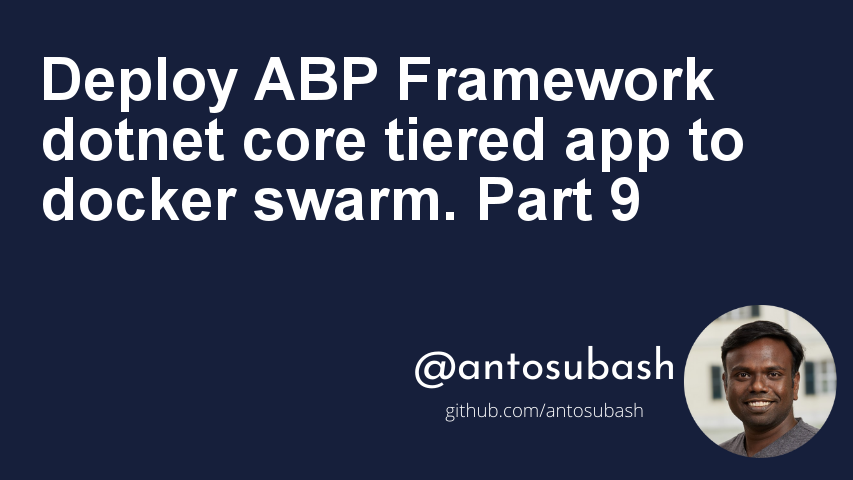 Deploy ABP Framework
dotnet core tiered app to
docker swarm. Part 9
@antosubash
github.com/antosubash